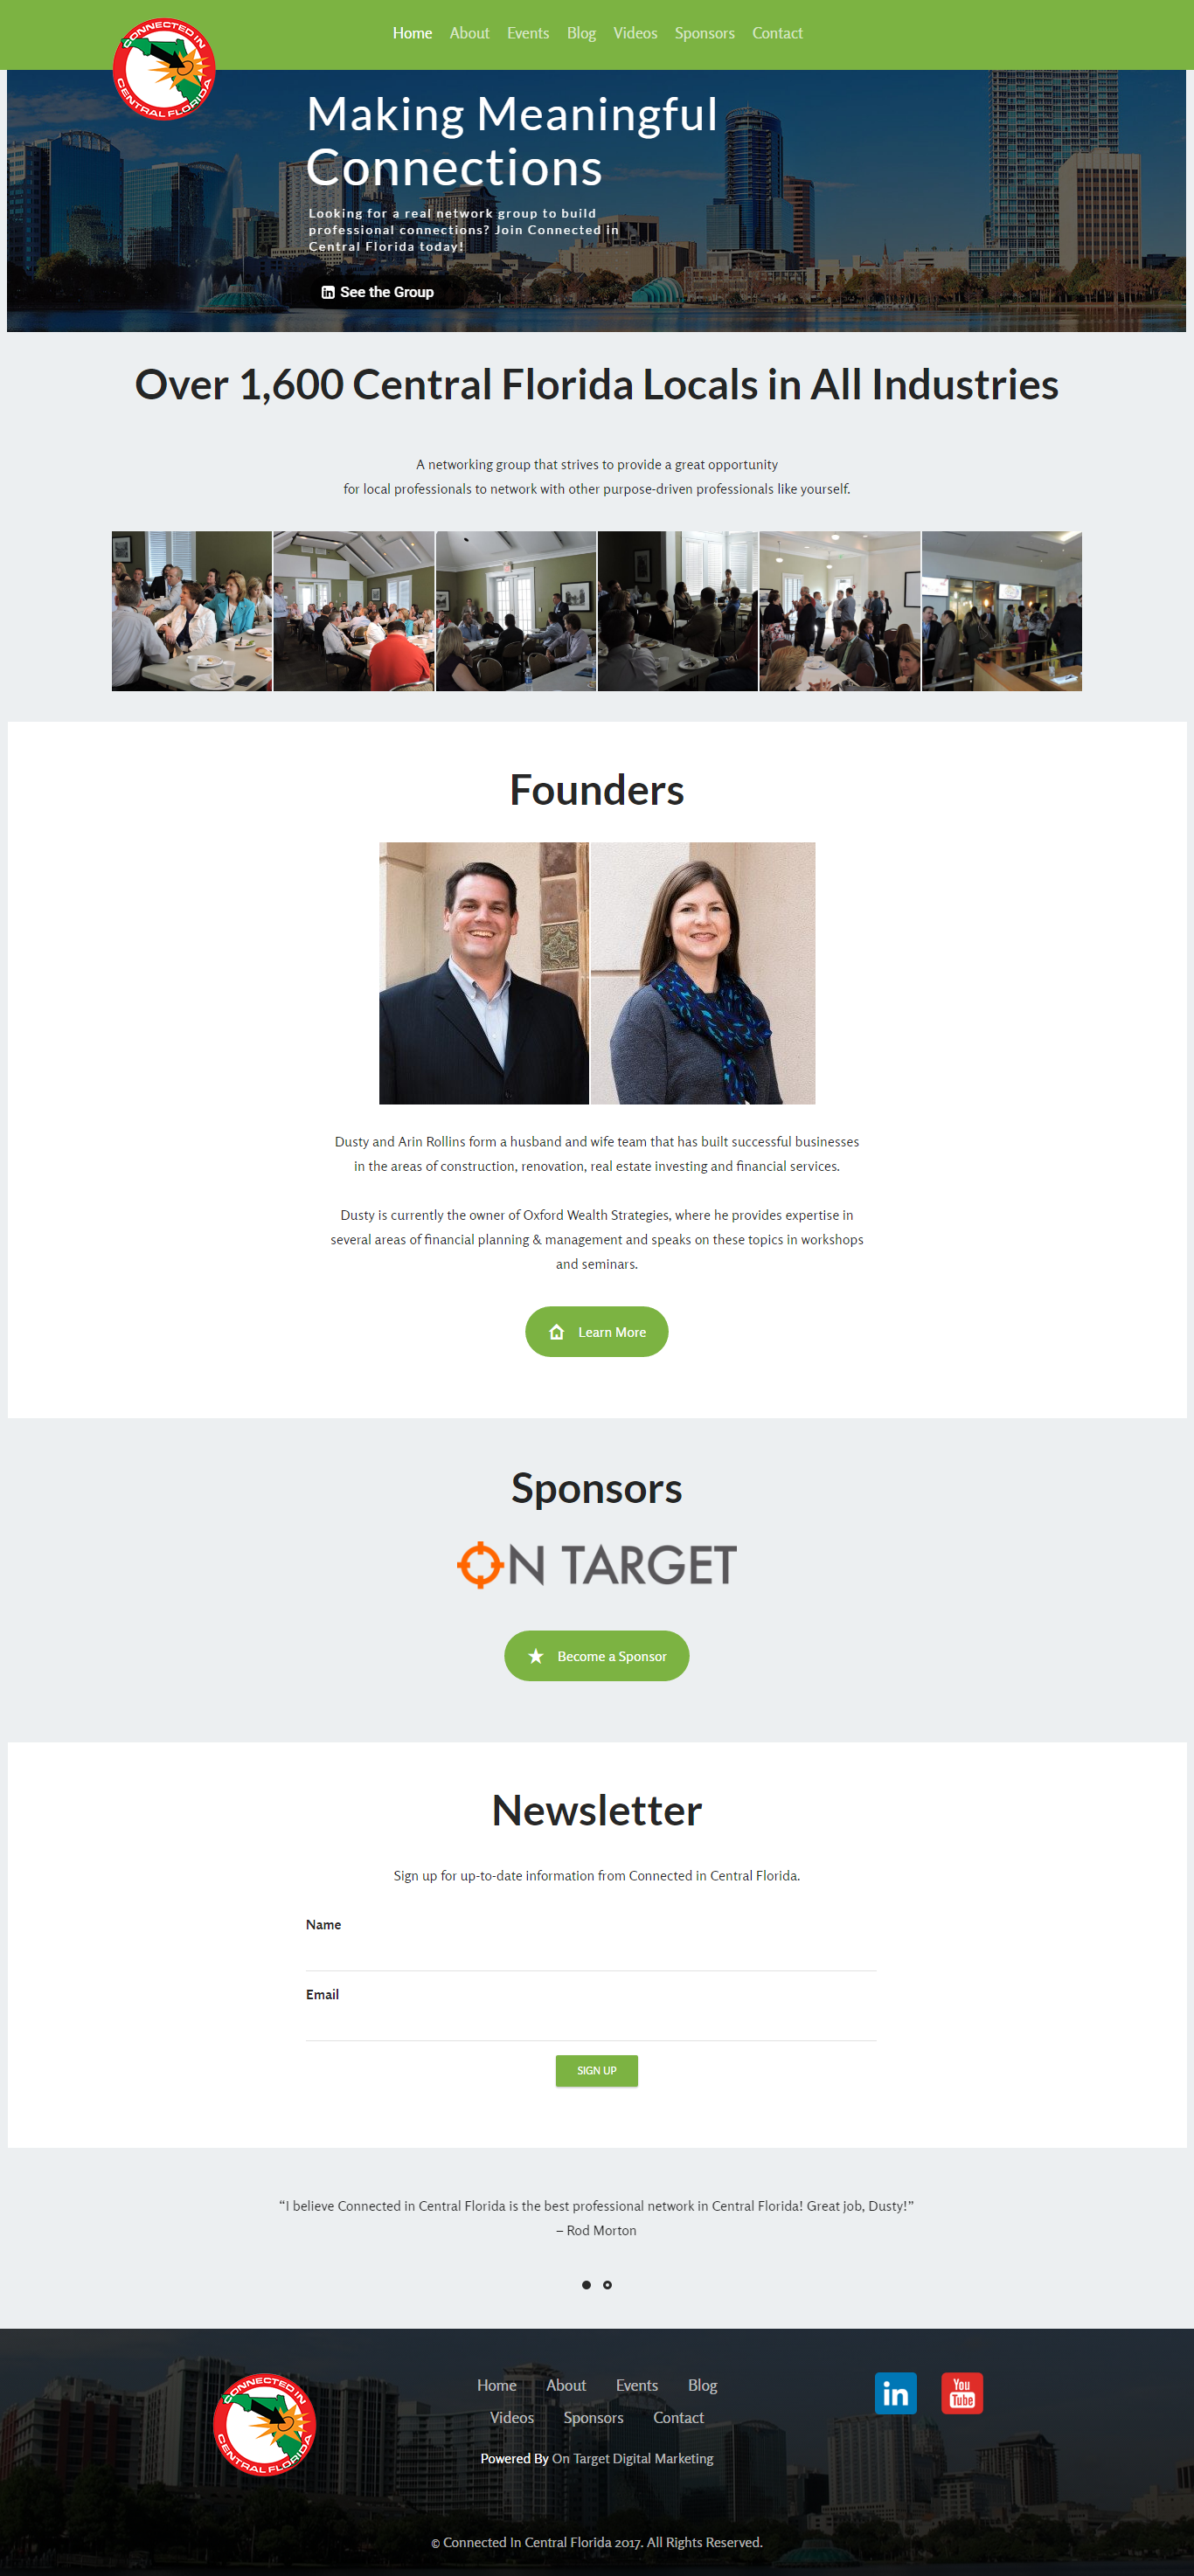 CONNECTED IN
CENTRAL FLORIDA
Home About Events Blog Videos Sponsors Contact
Making Meaningful
Connections
Looking for a real network group to build
professional connections? Join Connected in
Central Florida today!
in See the Group
Over 1,600 Central Florida Locals in All Industries
A networking group that strives to provide a great opportunity
for local professionals to network with other purpose-driven professionals like yourself.
Founders
Dusty and Arin Rollins form a husband and wife team that has built successful businesses
in the areas of construction, renovation, real estate investing and financial services.
Dusty is currently the owner of Oxford Wealth Strategies, where he provides expertise in
several areas of financial planning & management and speaks on these topics in workshops
and seminars.
Learn More
Sponsors
ON TARGET
Become a Sponsor
Newsletter
Sign up for up-to-date information from Connected in Central Florida.
Name
Email
SIGN UP
“I believe Connected in Central Florida is the best professional network in Central Florida! Great job, Dusty!”
– Rod Morton
CONNECTED IN
CENTRAL FLORIDA
Home About Events Blog
Videos Sponsors Contact
Powered By On Target Digital Marketing
in
You
Tube
© Connected In Central Florida 2017. All Rights Reserved.